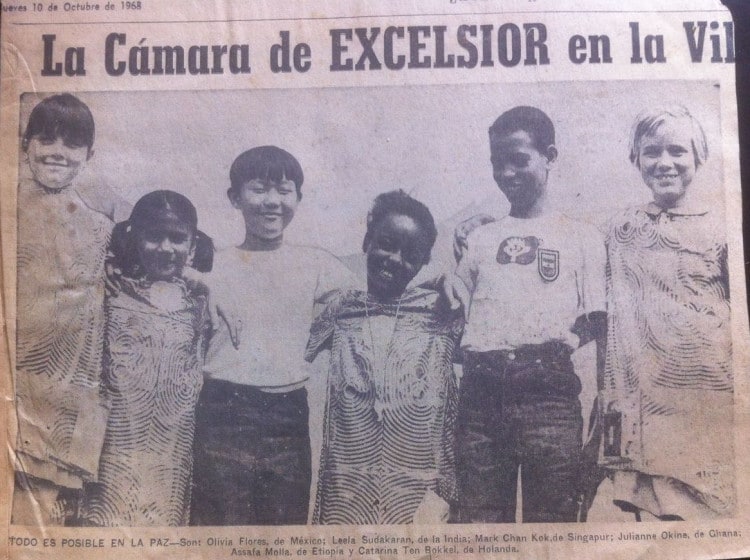 ueves 10 de Octubre de 1968
La Cámara de EXCELSIOR en la Vil
TODO ES POSIBLE EN LA PAZ—Sont Olivia Flores, de México; Leela Sudakaran, de la India; Mark Chan Kok,de Singapur; Julianne Okine, de Ghana;
Assafa Molla, de Etiopia y Catarina Ten Bokkel, de Holanda.